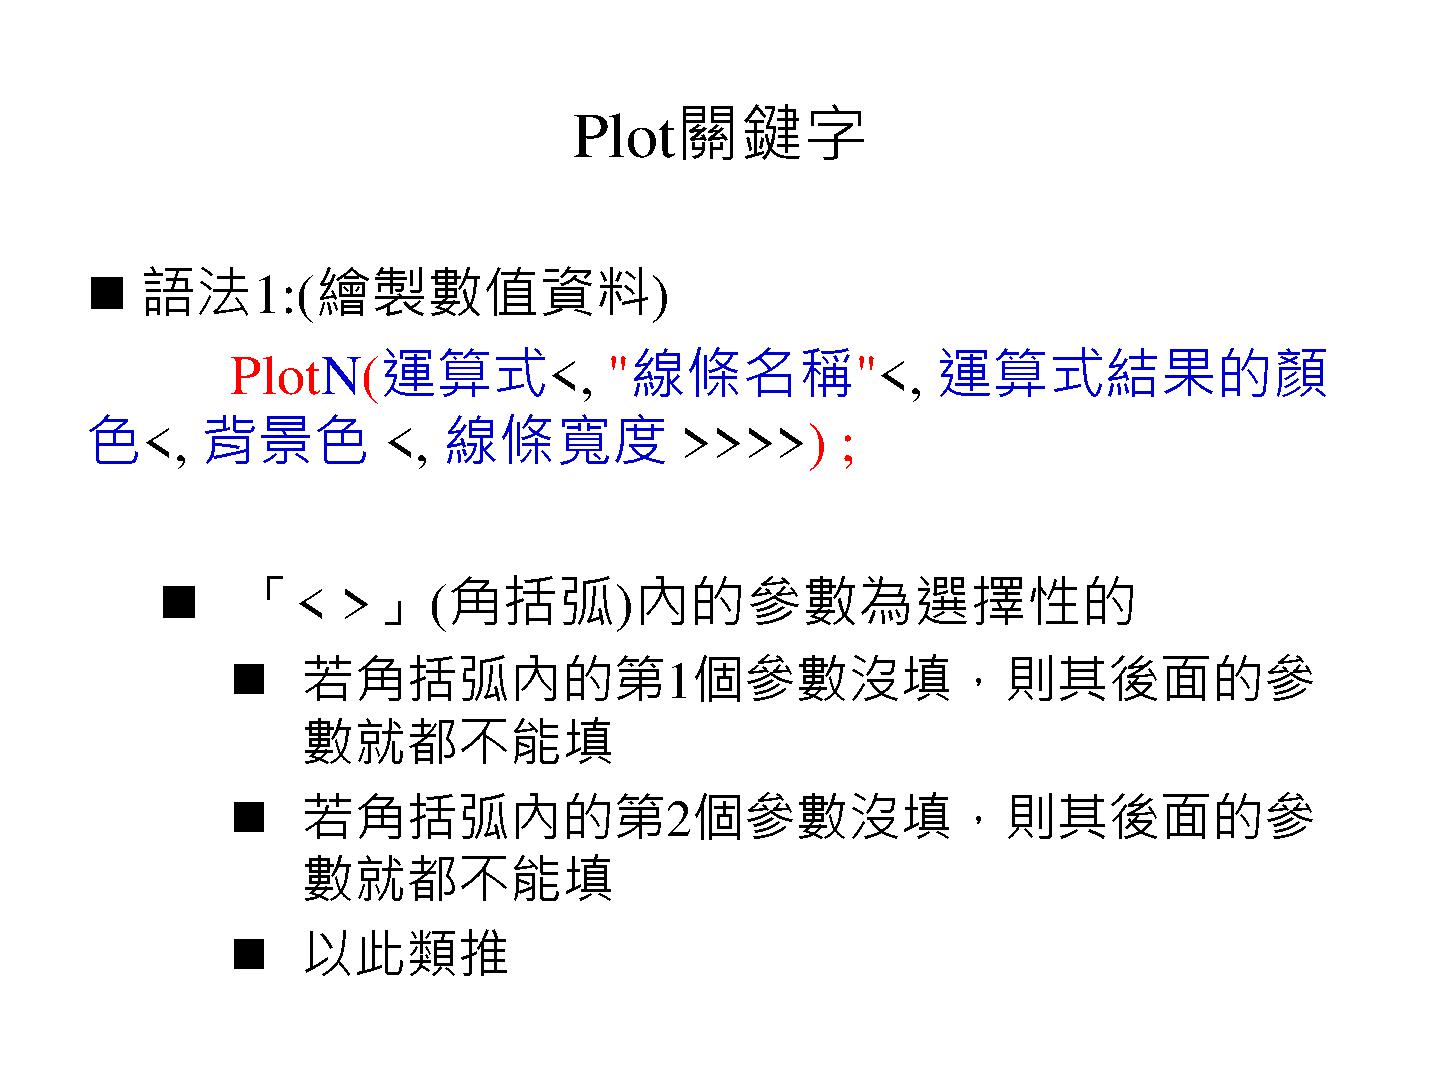 Plot關鍵字
■ 語法1:(繪製數值資料)
PlotN(運算式<, "線條名稱"<, 運算式結果的顏
色<, 背景色 <, 線條寬度 >>>>) ;
■ 「< >」(角括弧)內的參數為選擇性的
■ 若角括弧內的第1個參數沒填，則其後面的參
數就都不能填
■ 若角括弧內的第2個參數沒填，則其後面的參
數就都不能填
■ 以此類推